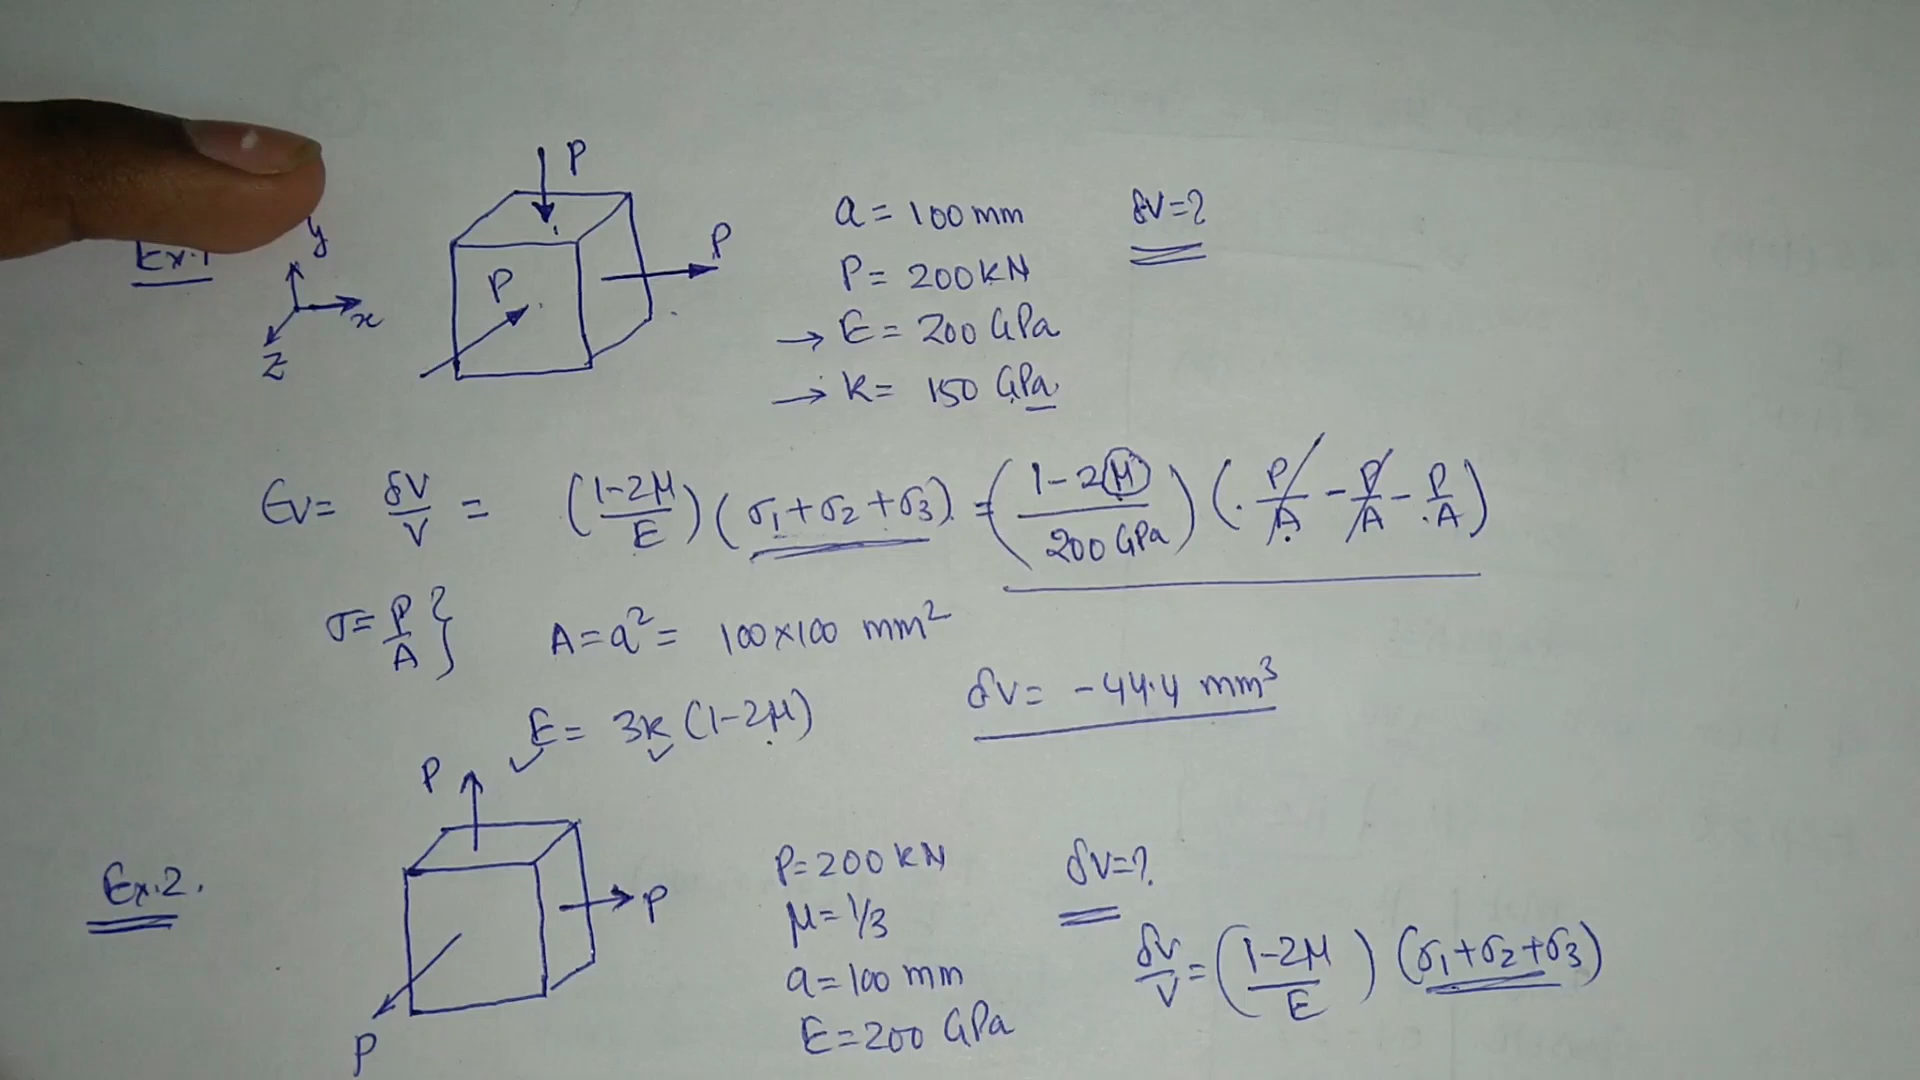 P
Ex.1
y
x
z
P
P
a = 100 mm
δV=?
P = 200 KN
→ E = 200 GPa
→ K = 150 GPa
ϵv = δV/V = (1-2μ/E) (σ1+σ2+σ3) = (1-2μ/200 GPa) (P/A - P/A - P/A)
σ = P/A }
A = a² = 100×100 mm²
δV = -44.4 mm³
E = 3K (1-2μ)
P
Ex.2.
P
P
P=200 KN
δV=?
μ = 1/3
a = 100 mm
E = 200 GPa
δV/V = (1-2μ/E) (σ1+σ2+σ3)